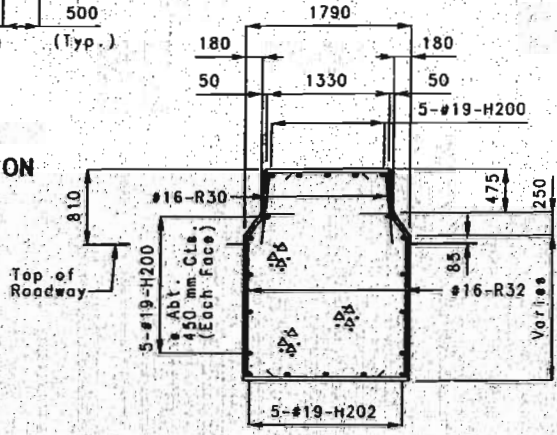 500
(Typ.)
1790
180
180
50
1330
50
5-#19-H200
ON
810
#16-R30
475
250
85
Top of
Roadway
5-#19-H200
@ Abt.
450 mm Cts.
(Each Face)
#16-R32
Varies
5-#19-H202